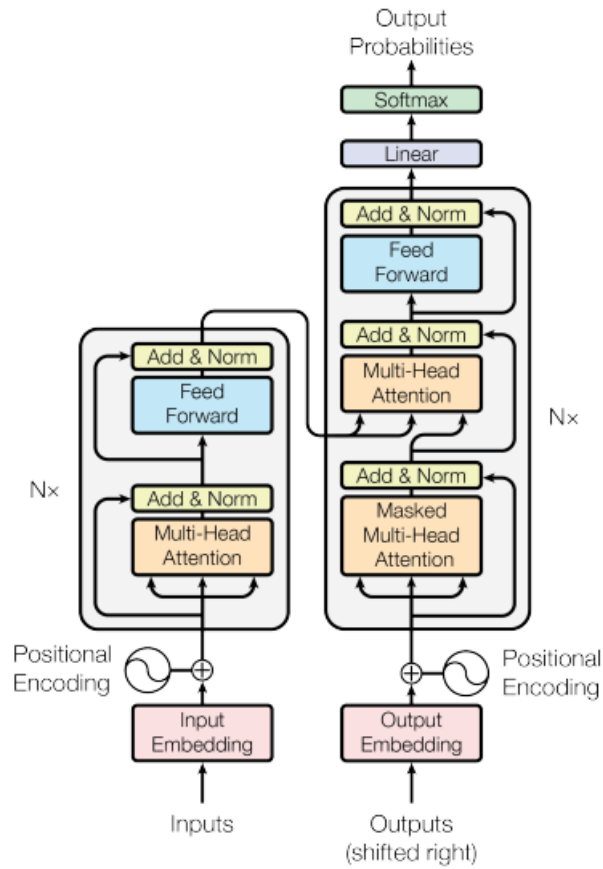 Output
Probabilities
Softmax
Linear
Add & Norm
Feed
Forward
Add & Norm
Multi-Head
Attention
Add & Norm
Masked
Multi-Head
Attention
Nx
Add & Norm
Feed
Forward
Add & Norm
Multi-Head
Attention
Nx
Positional
Encoding
Positional
Encoding
Input
Embedding
Output
Embedding
Inputs
Outputs
(shifted right)